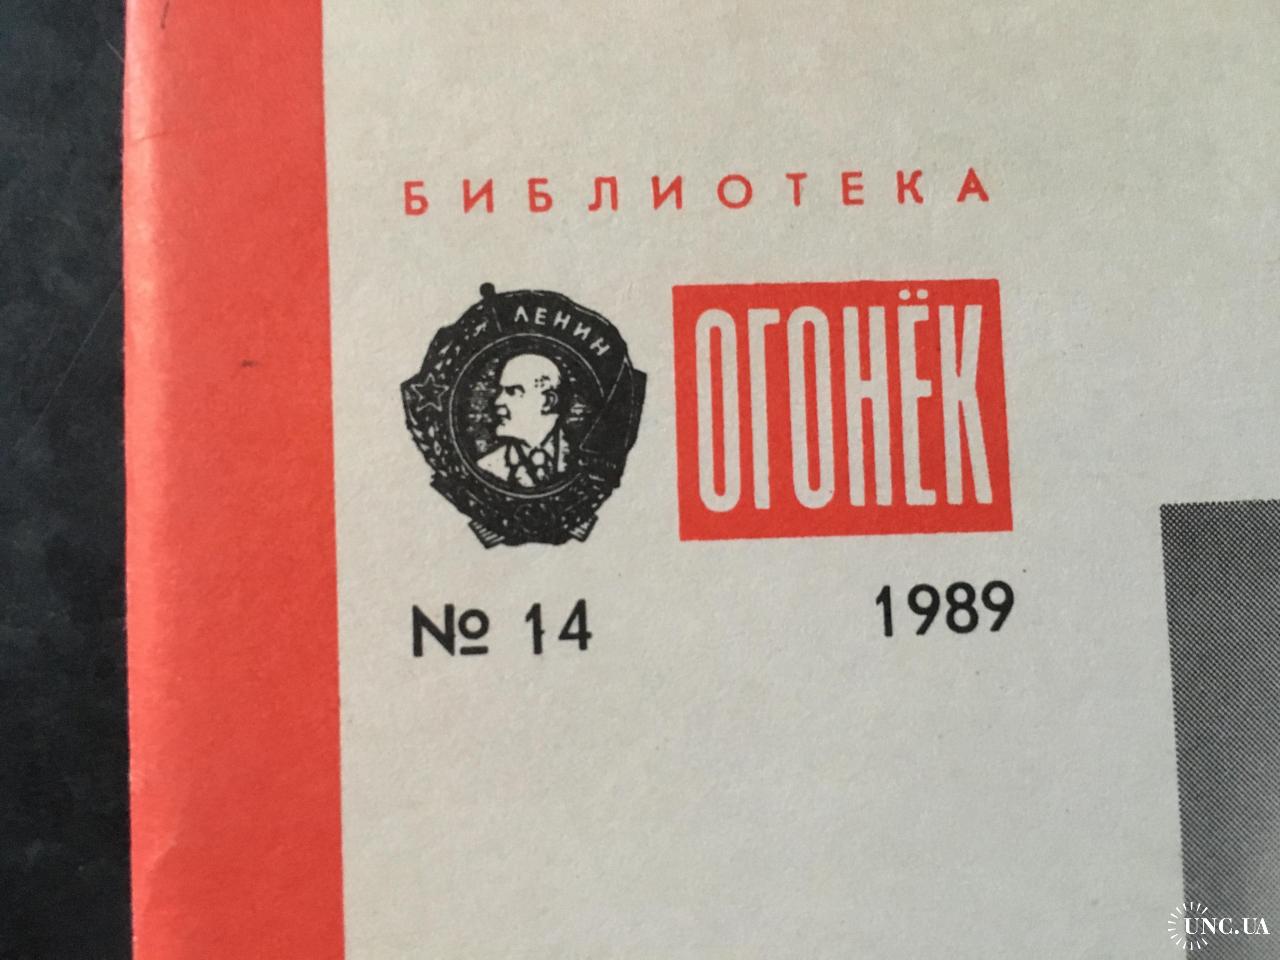 БИБЛИОТЕКА
ЛЕНИН
ОГОНЁК
№ 14
1989
UNC.UA